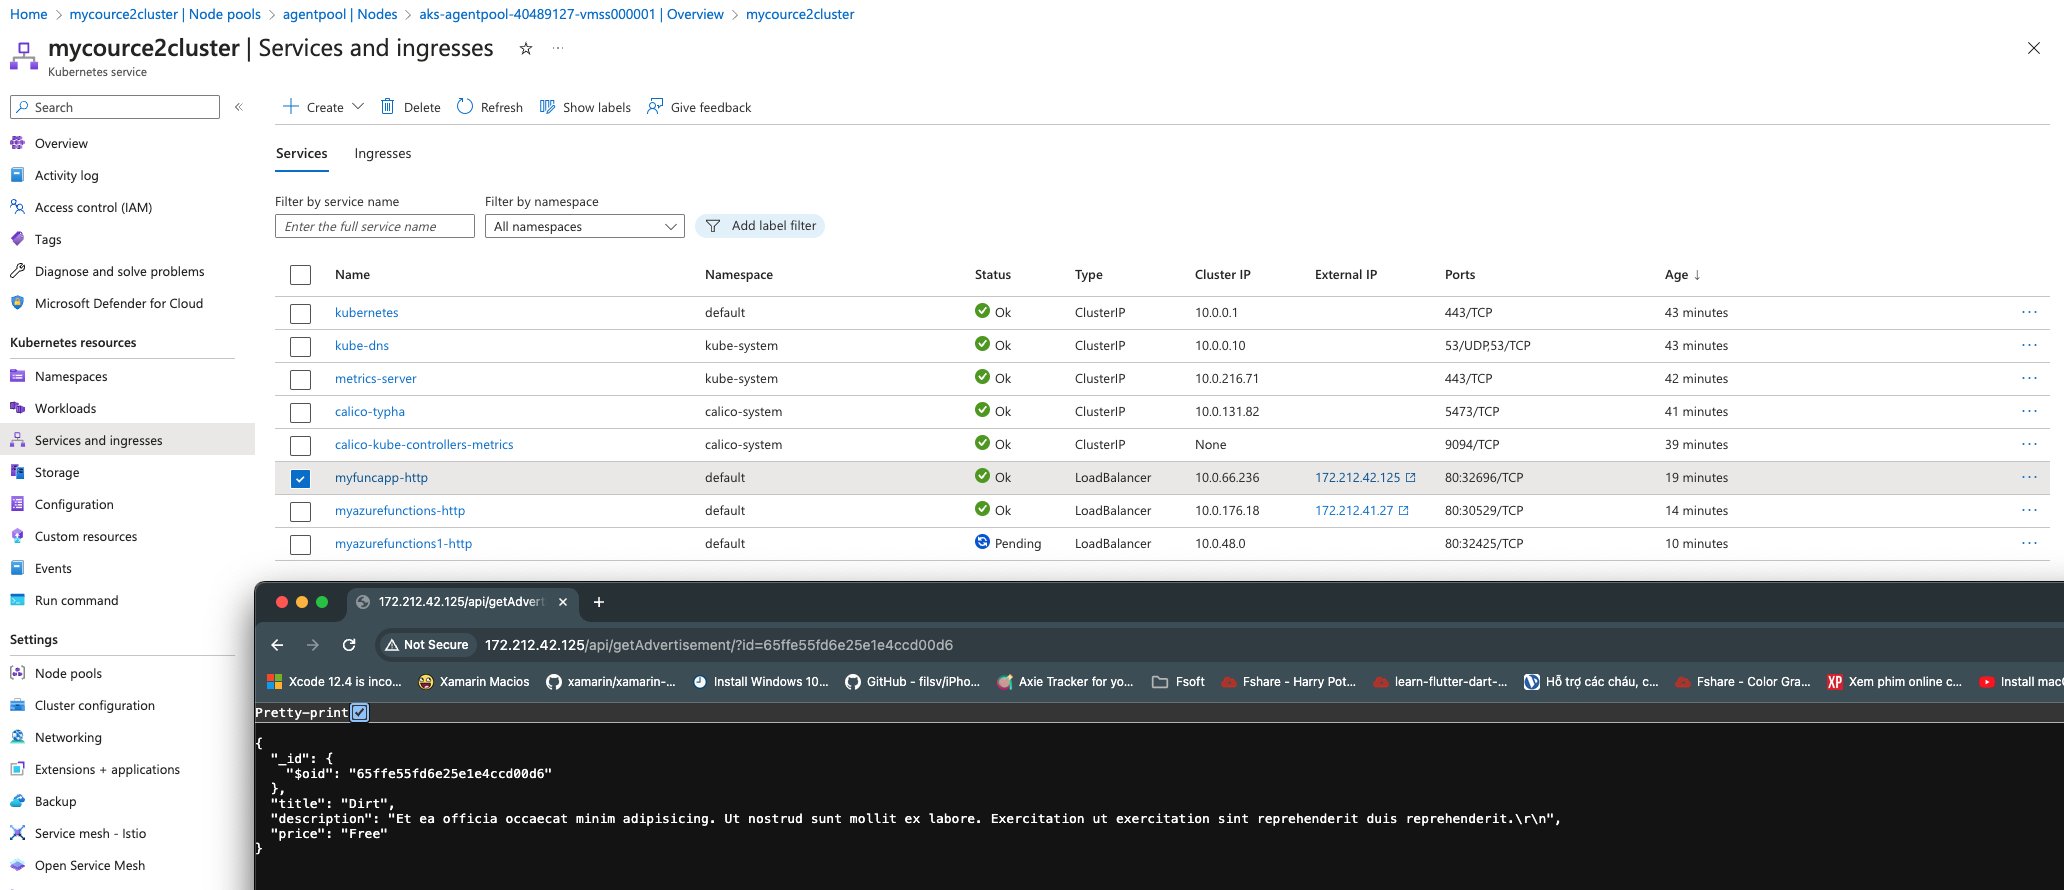 Home > mycource2cluster | Node pools > agentpool | Nodes > aks-agentpool-40489127-vmss000001 | Overview > mycource2cluster
mycource2cluster | Services and ingresses
Kubernetes service
Search
Create Delete Refresh Show labels Give feedback
Overview
Activity log
Access control (IAM)
Tags
Diagnose and solve problems
Microsoft Defender for Cloud
Kubernetes resources
Namespaces
Workloads
Services and ingresses
Storage
Configuration
Custom resources
Events
Run command
Settings
Node pools
Cluster configuration
Networking
Extensions + applications
Backup
Service mesh - Istio
Open Service Mesh
Services Ingresses
Filter by service name Filter by namespace
Enter the full service name All namespaces Add label filter
Name Namespace Status Type Cluster IP External IP Ports Age ↓
kubernetes default Ok ClusterIP 10.0.0.1 443/TCP 43 minutes
kube-dns kube-system Ok ClusterIP 10.0.0.10 53/UDP,53/TCP 43 minutes
metrics-server kube-system Ok ClusterIP 10.0.216.71 443/TCP 42 minutes
calico-typha calico-system Ok ClusterIP 10.0.131.82 5473/TCP 41 minutes
calico-kube-controllers-metrics calico-system Ok ClusterIP None 9094/TCP 39 minutes
myfuncapp-http default Ok LoadBalancer 10.0.66.236 172.212.42.125 80:32696/TCP 19 minutes
myazurefunctions-http default Ok LoadBalancer 10.0.176.18 172.212.41.27 80:30529/TCP 14 minutes
myazurefunctions1-http default Pending LoadBalancer 10.0.48.0 80:32425/TCP 10 minutes
172.212.42.125/api/getAdvert
Not Secure 172.212.42.125/api/getAdvertisement/?id=65ffe55fd6e25e1e4ccd00d6
Xcode 12.4 is inco... Xamarin Macios xamarin/xamarin-... Install Windows 10... GitHub - filsv/iPho... Axie Tracker for yo... Fsoft Fshare - Harry Pot... learn-flutter-dart-... Hỗ trợ các cháu, c... Fshare - Color Gra... XP Xem phim online c... Install mac
Pretty-print
{
"_id": {
"$oid": "65ffe55fd6e25e1e4ccd00d6"
},
"title": "Dirt",
"description": "Et ea officia occaecat minim adipisicing. Ut nostrud sunt mollit ex labore. Exercitation ut exercitation sint reprehenderit duis reprehenderit.\r\n",
"price": "Free"
}